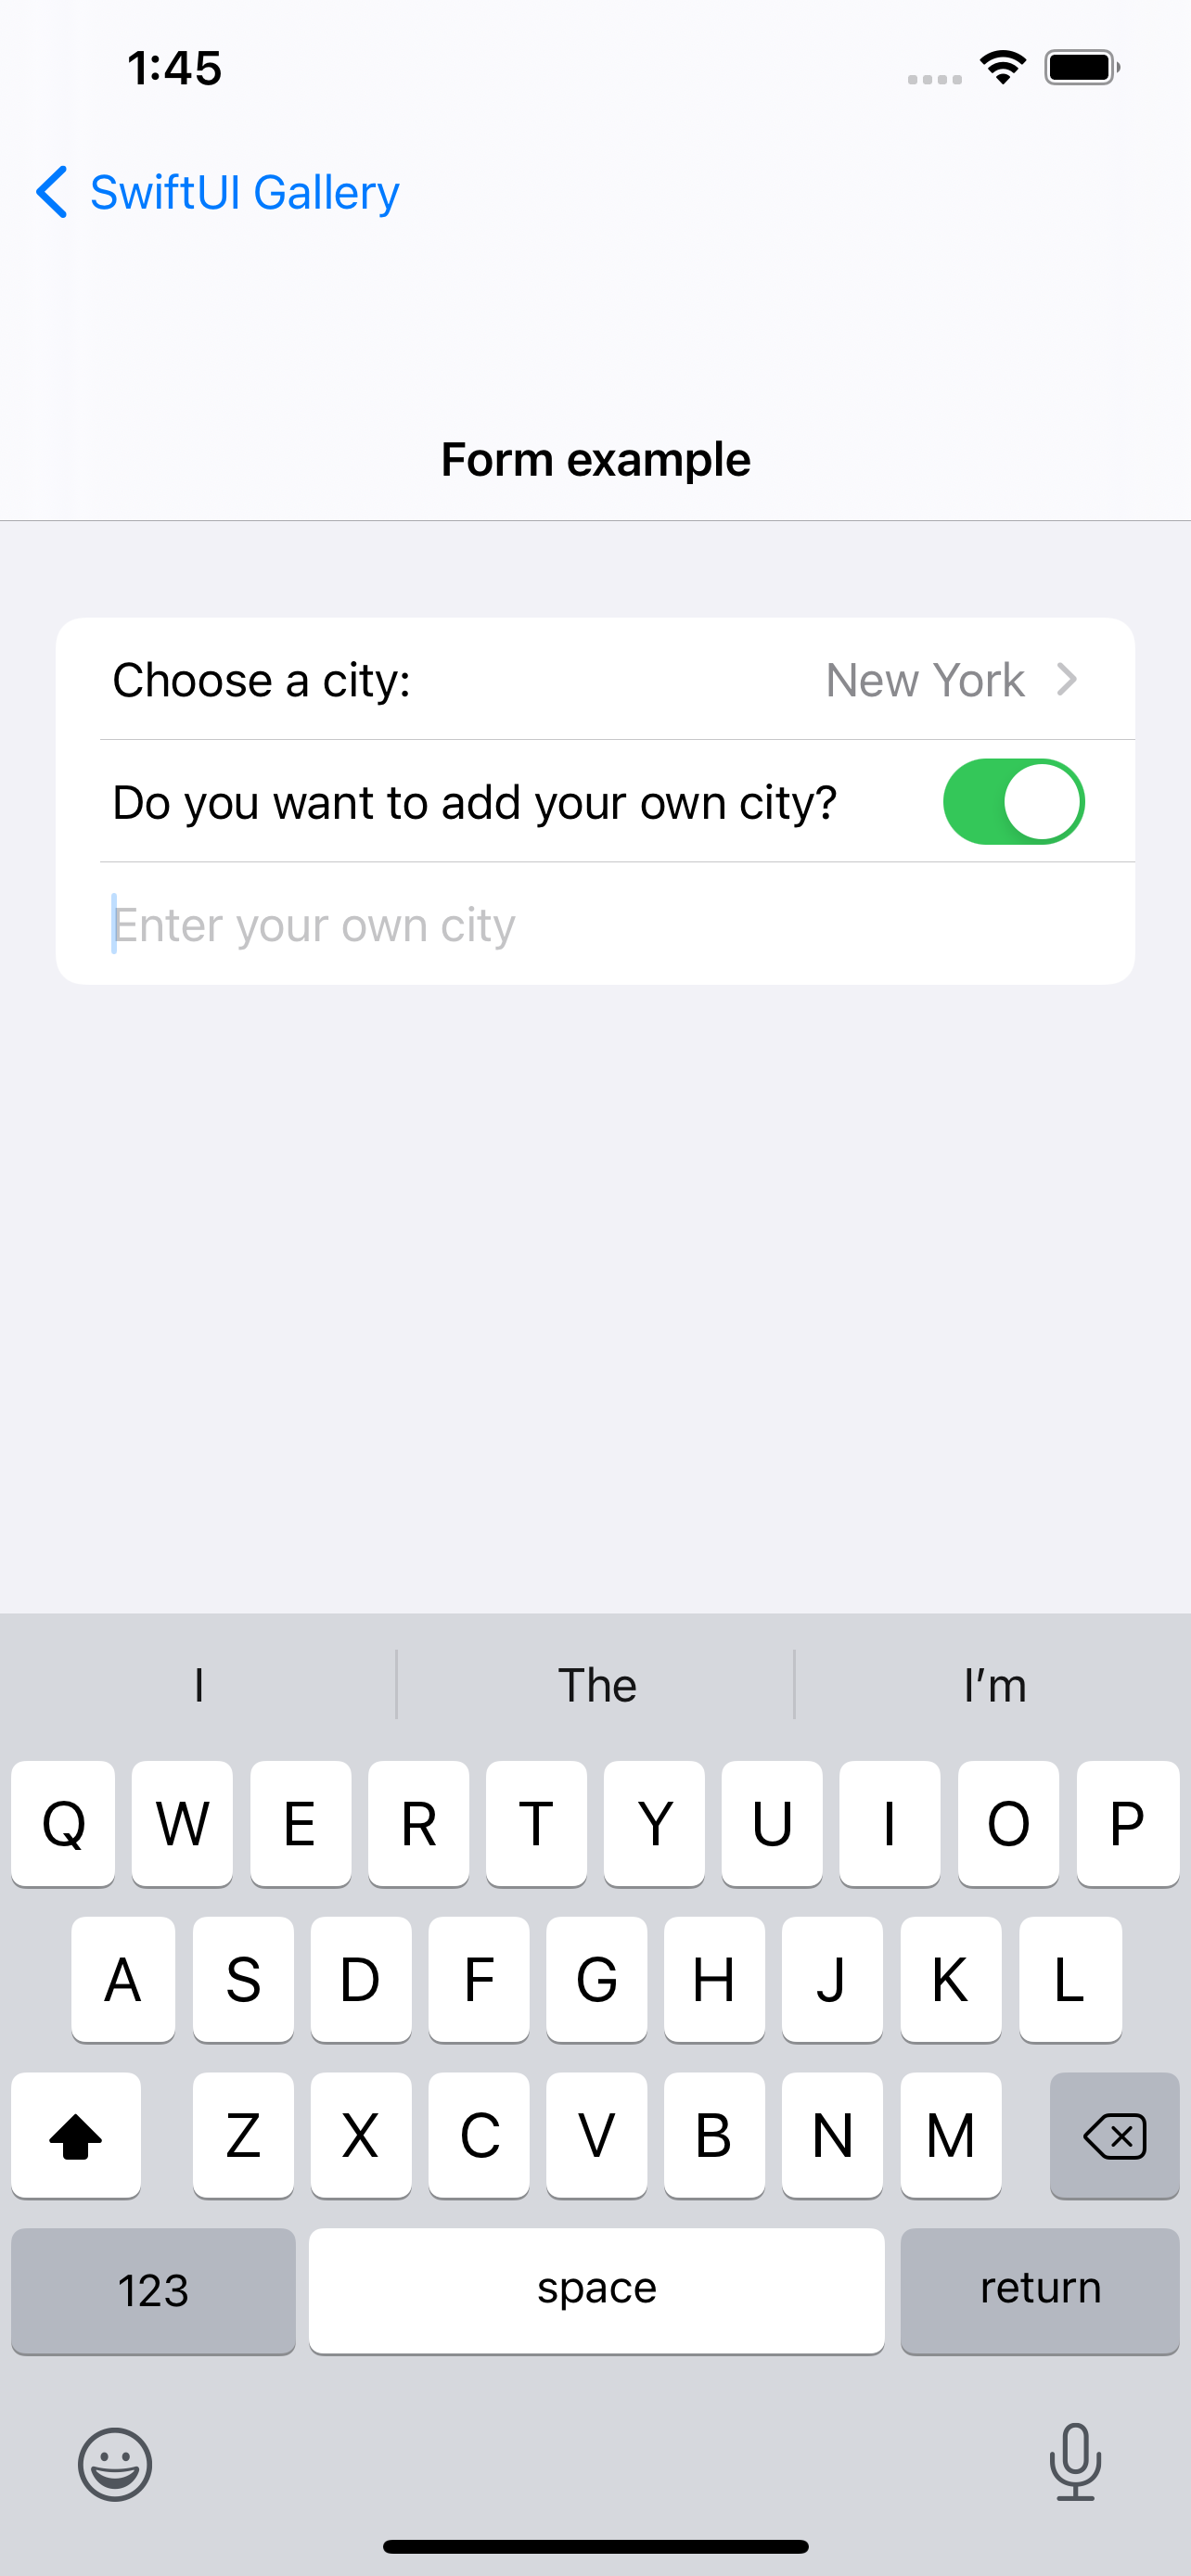 1:45
SwiftUI Gallery
Form example
Choose a city: New York
Do you want to add your own city?
Enter your own city
I The I’m
Q W E R T Y U I O P
A S D F G H J K L
Z X C V B N M
123 space return